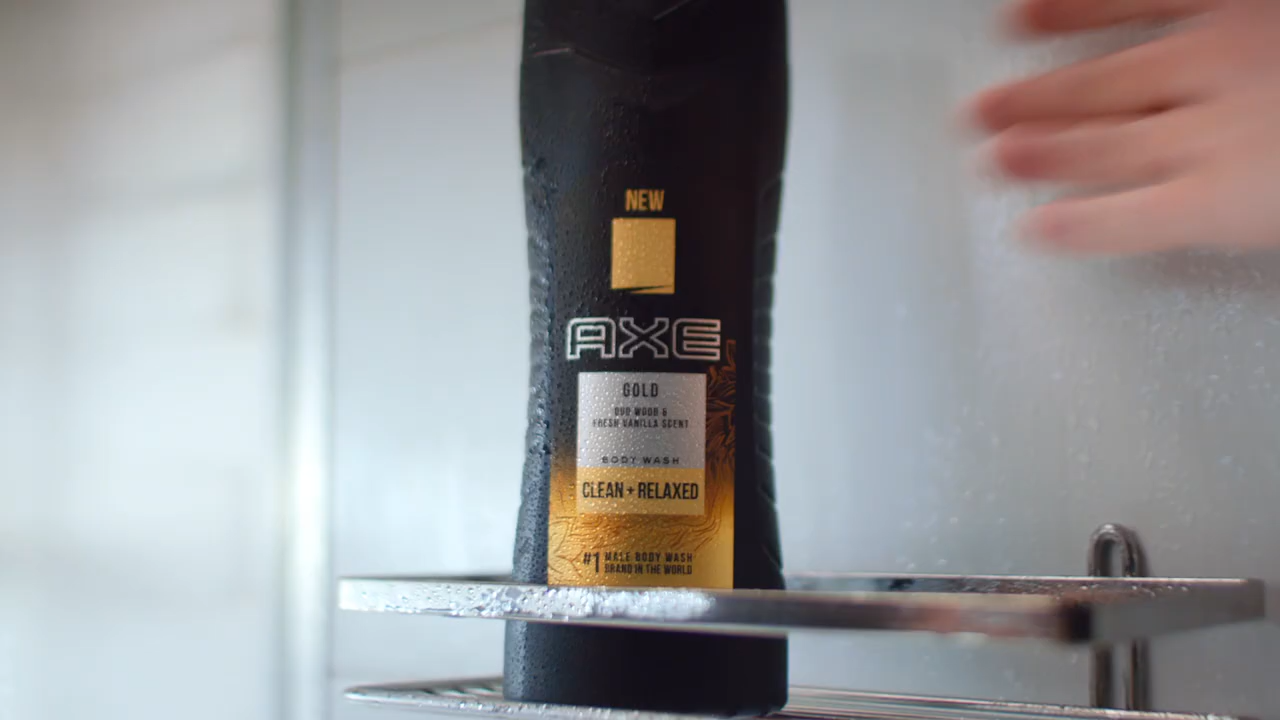 NEW
AXE
GOLD
OUD WOOD &
FRESH VANILLA SCENT
BODY WASH
CLEAN + RELAXED
#1 MALE BODY WASH
BRAND IN THE WORLD